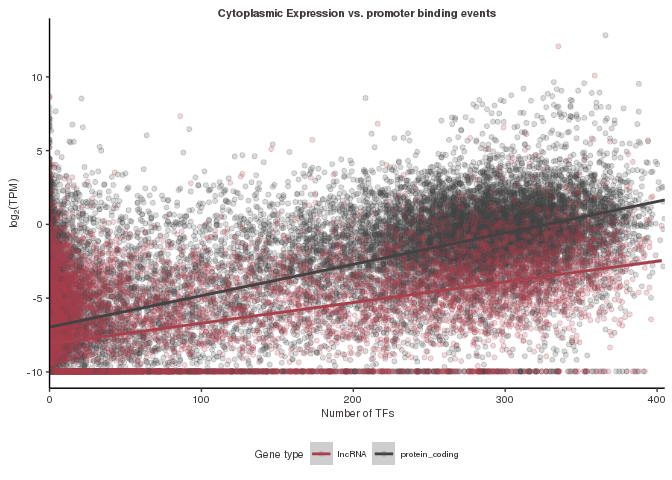 Cytoplasmic Expression vs. promoter binding events
log2(TPM)
10
5
0
-5
-10
0 100 200 300 400
Number of TFs
Gene type lncRNA protein_coding